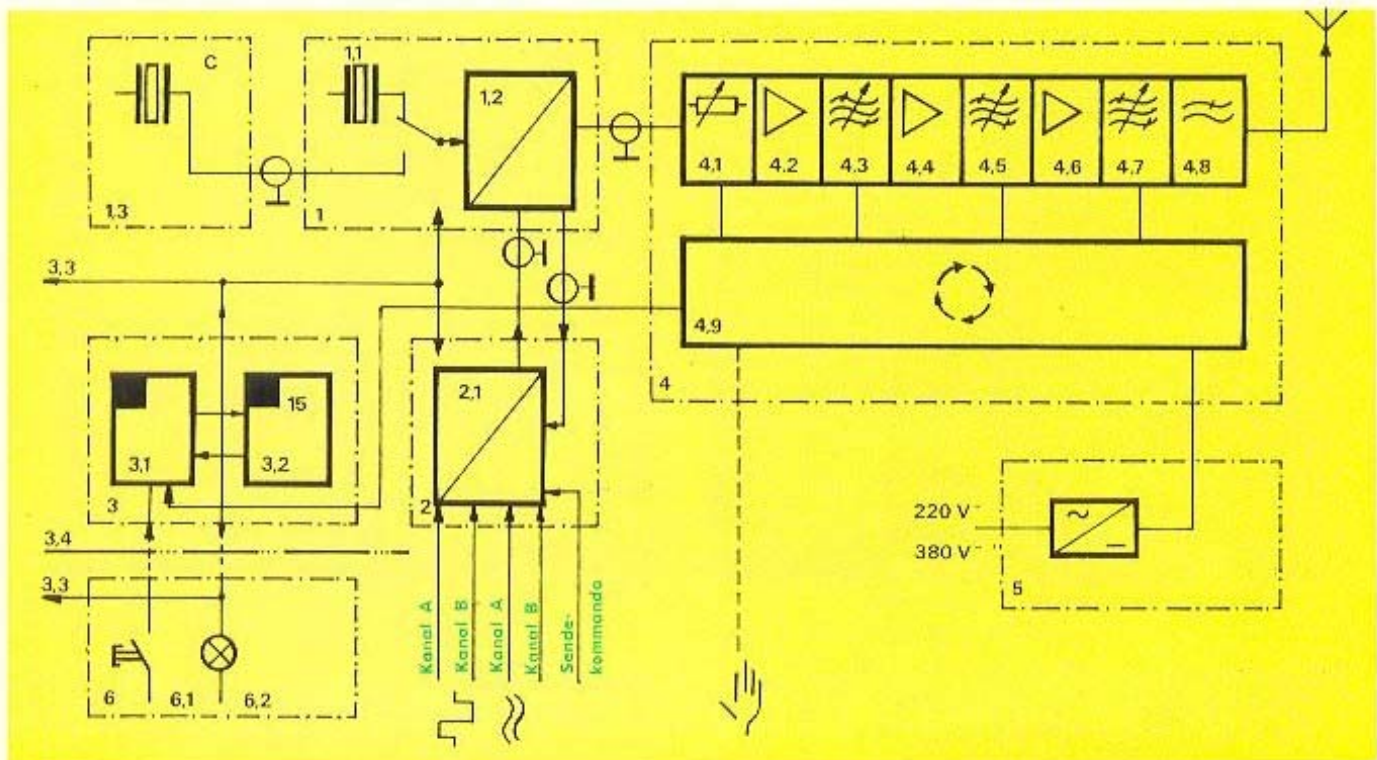 C
1,3
1,1
1,2
1
4,1 4,2 4,3 4,4 4,5 4,6 4,7 4,8
4,9
4
3,3
3,1
15
3,2
3
2,1
2
3,4
3,3
6
6,1
6,2
Kanal A
Kanal B
Kanal A
Kanal B
Sende-
kommando
220 V~
380 V~
5